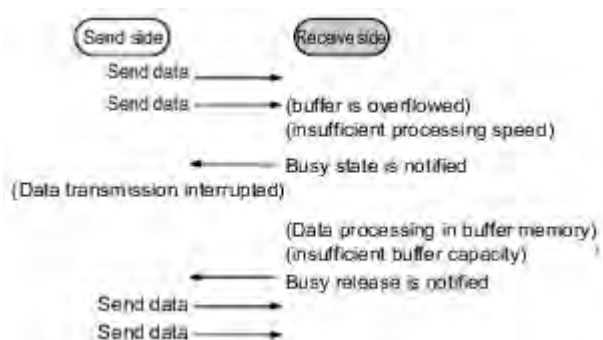 Send side
Receive side
Send data
Send data
(buffer is overflowed)
(insufficient processing speed)
Busy state is notified
(Data transmission interrupted)
(Data processing in buffer memory)
(insufficient buffer capacity)
Busy release is notified
Send data
Send data